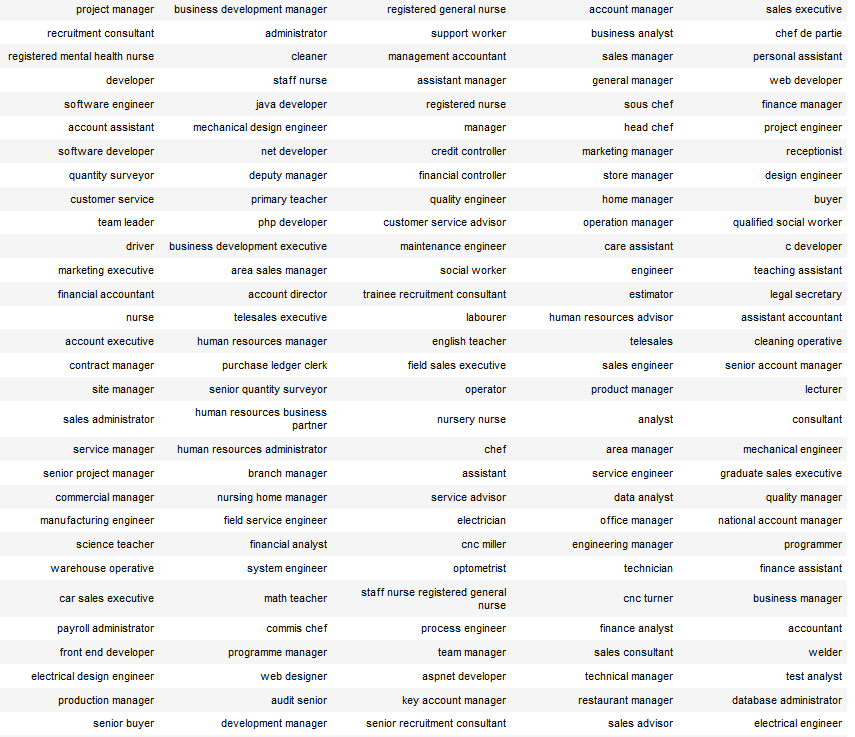 project manager business development manager registered general nurse account manager sales executive
recruitment consultant administrator support worker business analyst chef de partie
registered mental health nurse cleaner management accountant sales manager personal assistant
developer staff nurse assistant manager general manager web developer
software engineer java developer registered nurse sous chef finance manager
account assistant mechanical design engineer manager head chef project engineer
software developer net developer credit controller marketing manager receptionist
quantity surveyor deputy manager financial controller store manager design engineer
customer service primary teacher quality engineer home manager buyer
team leader php developer customer service advisor operation manager qualified social worker
driver business development executive maintenance engineer care assistant c developer
marketing executive area sales manager social worker engineer teaching assistant
financial accountant account director trainee recruitment consultant estimator legal secretary
nurse telesales executive labourer human resources advisor assistant accountant
account executive human resources manager english teacher telesales cleaning operative
contract manager purchase ledger clerk field sales executive sales engineer senior account manager
site manager senior quantity surveyor operator product manager lecturer
sales administrator human resources business partner nursery nurse analyst consultant
service manager human resources administrator chef area manager mechanical engineer
senior project manager branch manager assistant service engineer graduate sales executive
commercial manager nursing home manager service advisor data analyst quality manager
manufacturing engineer field service engineer electrician office manager national account manager
science teacher financial analyst cnc miller engineering manager programmer
warehouse operative system engineer optometrist technician finance assistant
car sales executive math teacher staff nurse registered general nurse cnc turner business manager
payroll administrator commis chef process engineer finance analyst accountant
front end developer programme manager team manager sales consultant welder
electrical design engineer web designer aspnet developer technical manager test analyst
production manager audit senior key account manager restaurant manager database administrator
senior buyer development manager senior recruitment consultant sales advisor electrical engineer